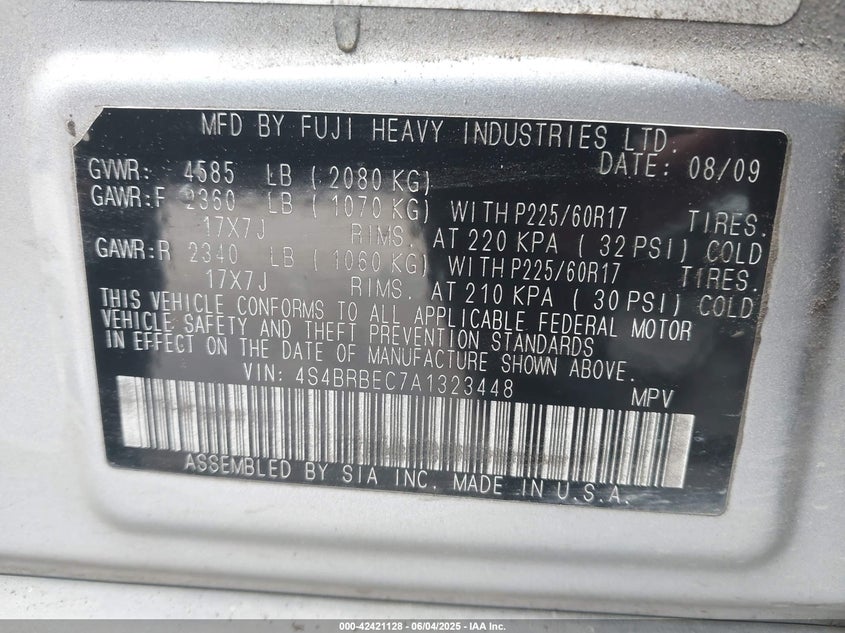 MFD BY FUJI HEAVY INDUSTRIES LTD.
DATE: 08/09
GVWR: 4585 LB ( 2080 KG)
GAWR:F 2360 LB ( 1070 KG) WITH P225/60R17 TIRES.
17X7J RIMS. AT 220 KPA ( 32 PSI) COLD
GAWR:R 2340 LB ( 1060 KG) WITH P225/60R17 TIRES.
17X7J RIMS. AT 210 KPA ( 30 PSI) COLD
THIS VEHICLE CONFORMS TO ALL APPLICABLE FEDERAL MOTOR
VEHICLE SAFETY AND THEFT PREVENTION STANDARDS
IN EFFECT ON THE DATE OF MANUFACTURE SHOWN ABOVE.
VIN: 4S4BRBEC7A1323448 MPV
ASSEMBLED BY SIA INC. MADE IN U.S.A.
000-42421128 - 06/04/2025 - IAA Inc.